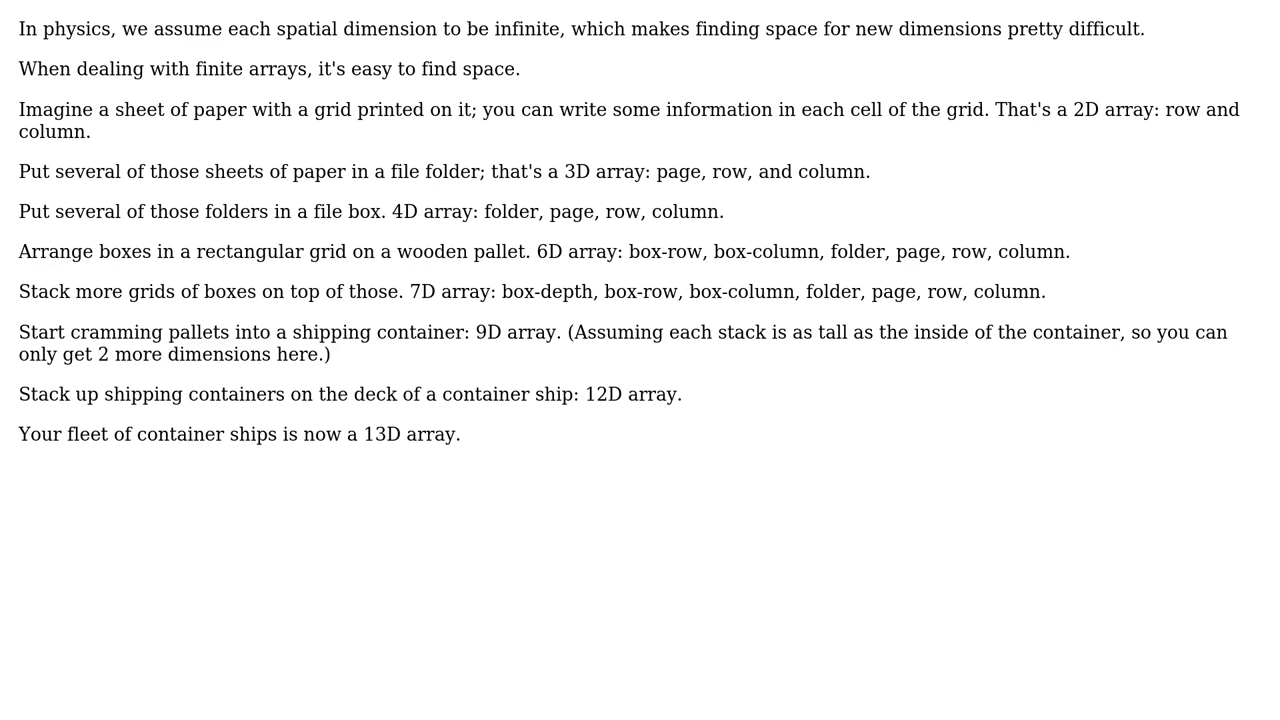 In physics, we assume each spatial dimension to be infinite, which makes finding space for new dimensions pretty difficult.
When dealing with finite arrays, it's easy to find space.
Imagine a sheet of paper with a grid printed on it; you can write some information in each cell of the grid. That's a 2D array: row and
column.
Put several of those sheets of paper in a file folder; that's a 3D array: page, row, and column.
Put several of those folders in a file box. 4D array: folder, page, row, column.
Arrange boxes in a rectangular grid on a wooden pallet. 6D array: box-row, box-column, folder, page, row, column.
Stack more grids of boxes on top of those. 7D array: box-depth, box-row, box-column, folder, page, row, column.
Start cramming pallets into a shipping container: 9D array. (Assuming each stack is as tall as the inside of the container, so you can
only get 2 more dimensions here.)
Stack up shipping containers on the deck of a container ship: 12D array.
Your fleet of container ships is now a 13D array.